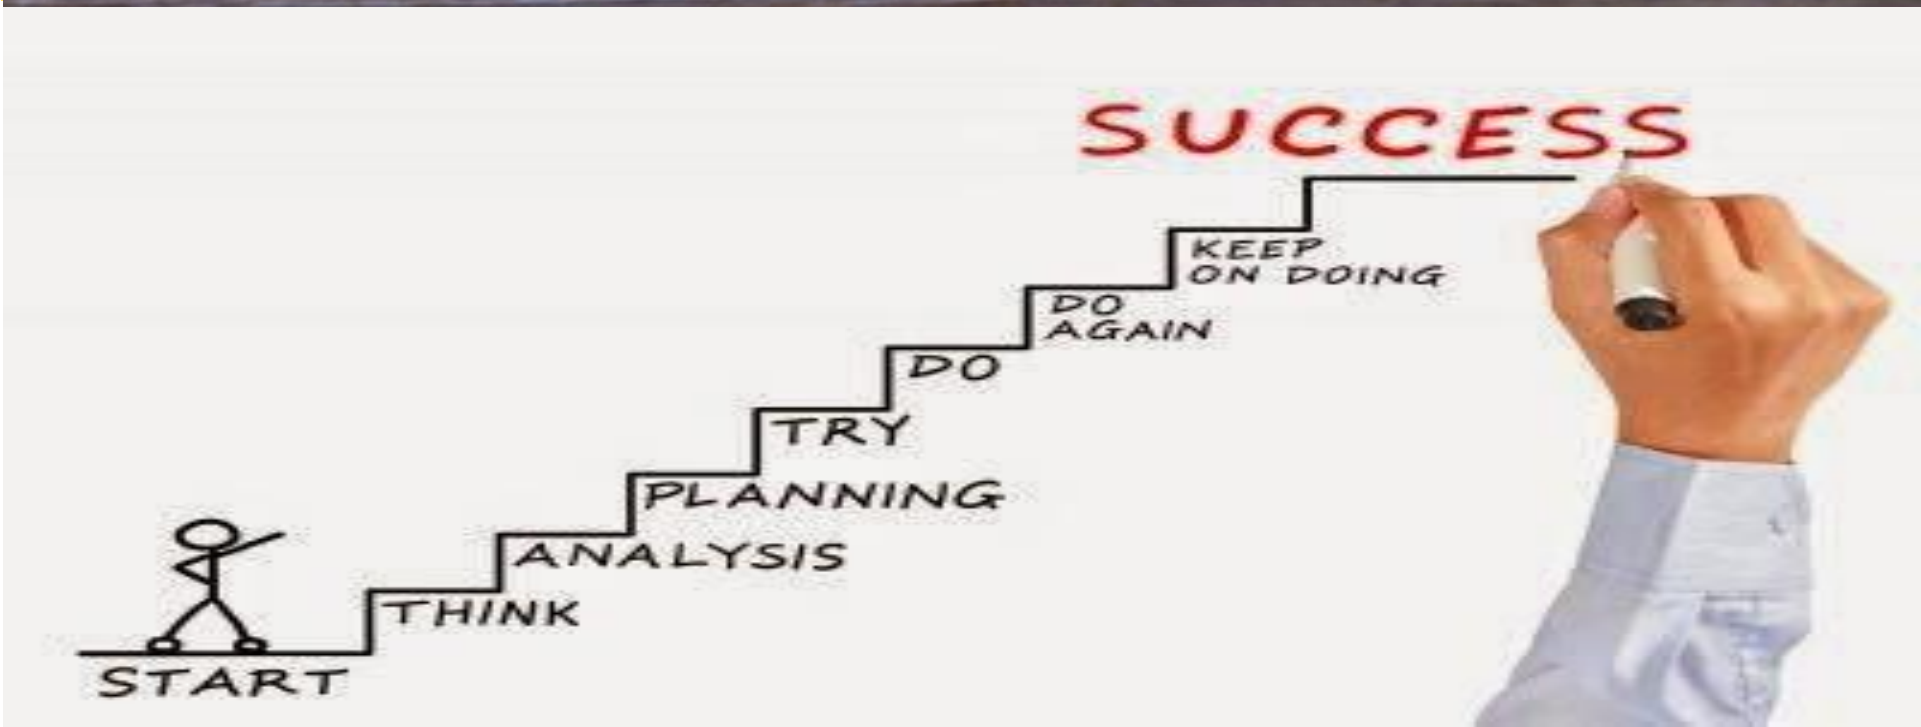 SUCCESS
KEEP
ON DOING
DO
AGAIN
DO
TRY
PLANNING
ANALYSIS
THINK
START